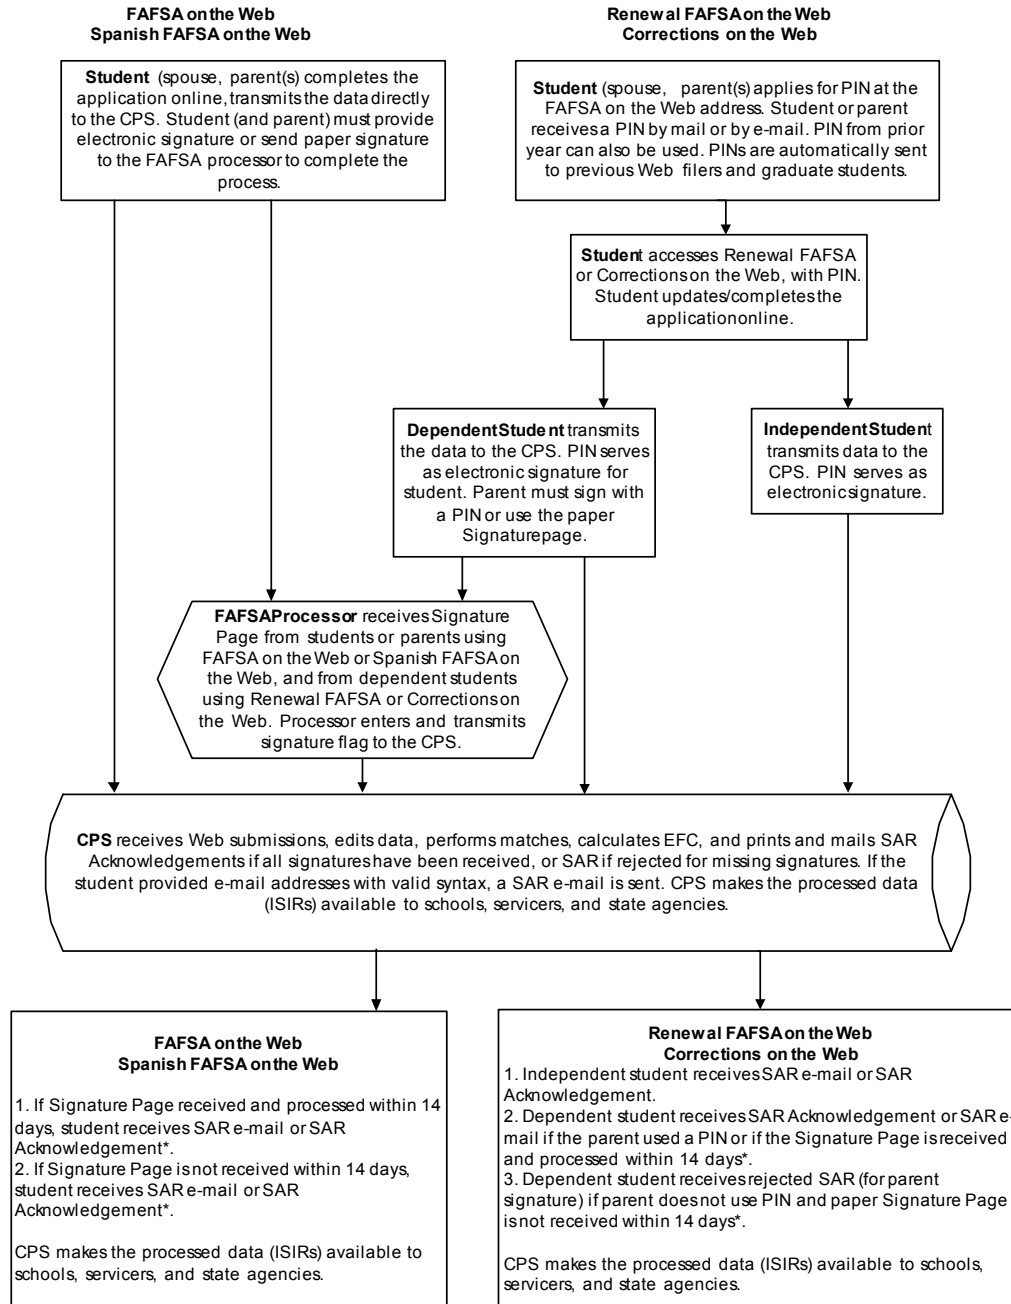 FAFSA on the Web
Spanish FAFSA on the Web
Renewal FAFSA on the Web
Corrections on the Web
Student (spouse, parent(s) completes the
application online, transmits the data directly
to the CPS. Student (and parent) must provide
electronic signature or send paper signature
to the FAFSA processor to complete the
process.
Student (spouse, parent(s) applies for PIN at the
FAFSA on the Web address. Student or parent
receives a PIN by mail or by e-mail. PIN from prior
year can also be used. PINs are automatically sent
to previous Web filers and graduate students.
Student accesses Renewal FAFSA
or Corrections on the Web, with PIN.
Student updates/completes the
application online.
Dependent Student transmits
the data to the CPS. PIN serves
as electronic signature for
student. Parent must sign with
a PIN or use the paper
Signature page.
Independent Student
transmits data to the
CPS. PIN serves as
electronic signature.
FAFSA Processor receives Signature
Page from students or parents using
FAFSA on the Web or Spanish FAFSA on
the Web, and from dependent students
using Renewal FAFSA or Corrections on
the Web. Processor enters and transmits
signature flag to the CPS.
CPS receives Web submissions, edits data, performs matches, calculates EFC, and prints and mails SAR
Acknowledgements if all signatures have been received, or SAR if rejected for missing signatures. If the
student provided e-mail addresses with valid syntax, a SAR e-mail is sent. CPS makes the processed data
(ISIRs) available to schools, servicers, and state agencies.
FAFSA on the Web
Spanish FAFSA on the Web
1. If Signature Page received and processed within 14
days, student receives SAR e-mail or SAR
Acknowledgement*.
2. If Signature Page is not received within 14 days,
student receives SAR e-mail or SAR
Acknowledgement*.
CPS makes the processed data (ISIRs) available to
schools, servicers, and state agencies.
Renewal FAFSA on the Web
Corrections on the Web
1. Independent student receives SAR e-mail or SAR
Acknowledgement.
2. Dependent student receives SAR Acknowledgement or SAR e-
mail if the parent used a PIN or if the Signature Page is received
and processed within 14 days*.
3. Dependent student receives rejected SAR (for parent
signature) if parent does not use PIN and paper Signature Page
is not received within 14 days*.
CPS makes the processed data (ISIRs) available to schools,
servicers, and state agencies.